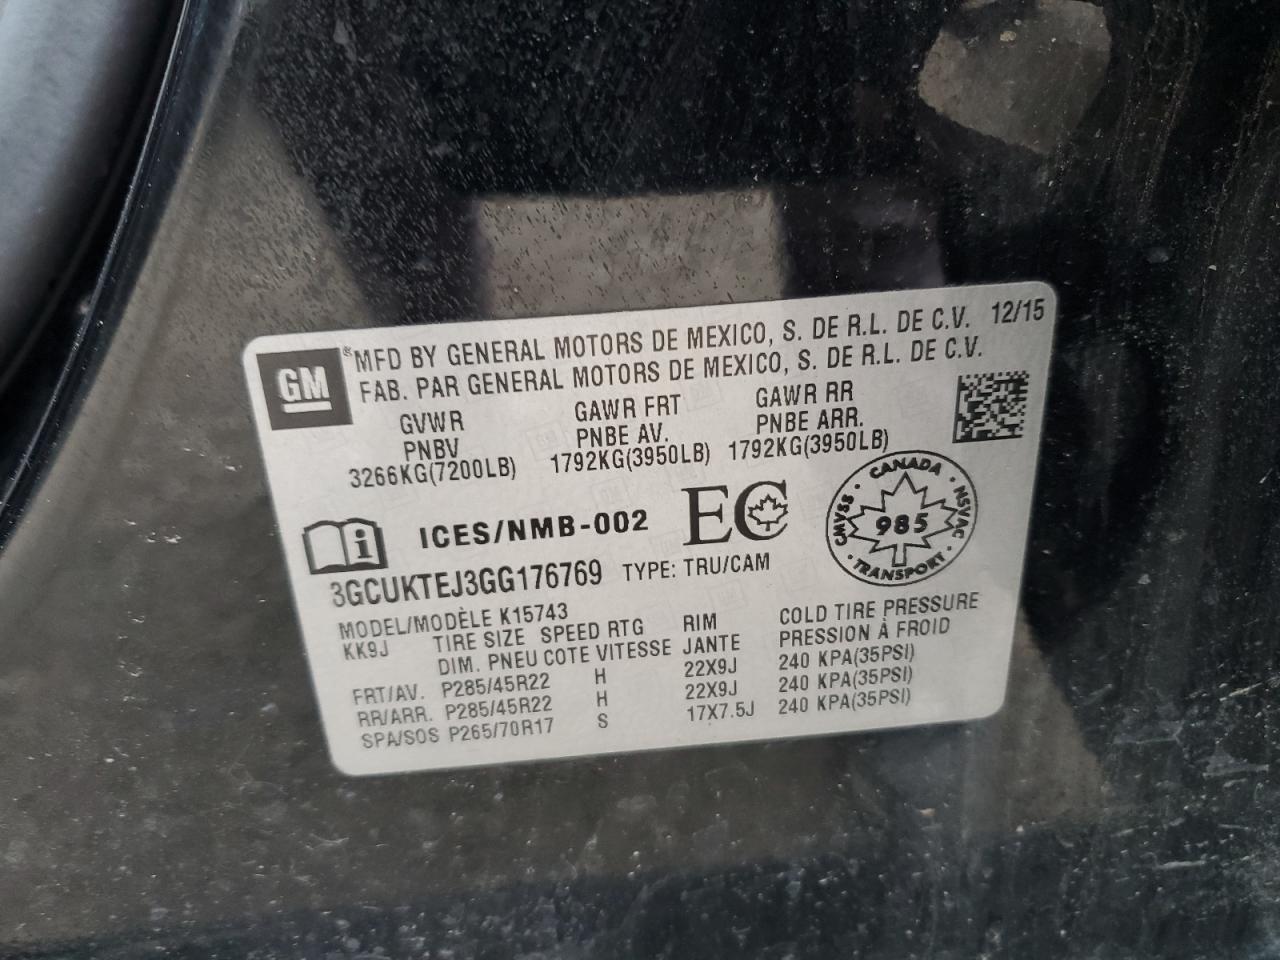 GM
®MFD BY GENERAL MOTORS DE MEXICO, S. DE R.L. DE C.V. 12/15
FAB. PAR GENERAL MOTORS DE MEXICO, S. DE R.L. DE C.V.
GVWR GAWR FRT GAWR RR
PNBV PNBE AV. PNBE ARR.
3266KG(7200LB) 1792KG(3950LB) 1792KG(3950LB)
i ICES/NMB-002 EC
CANADA
CMVSS 985 NSVAC
TRANSPORT
3GCUKTEJ3GG176769 TYPE: TRU/CAM
MODEL/MODÈLE K15743
KK9J TIRE SIZE SPEED RTG RIM COLD TIRE PRESSURE
DIM. PNEU COTE VITESSE JANTE PRESSION À FROID
FRT/AV. P285/45R22 H 22X9J 240 KPA(35PSI)
RR/ARR. P285/45R22 H 22X9J 240 KPA(35PSI)
SPA/SOS P265/70R17 S 17X7.5J 240 KPA(35PSI)